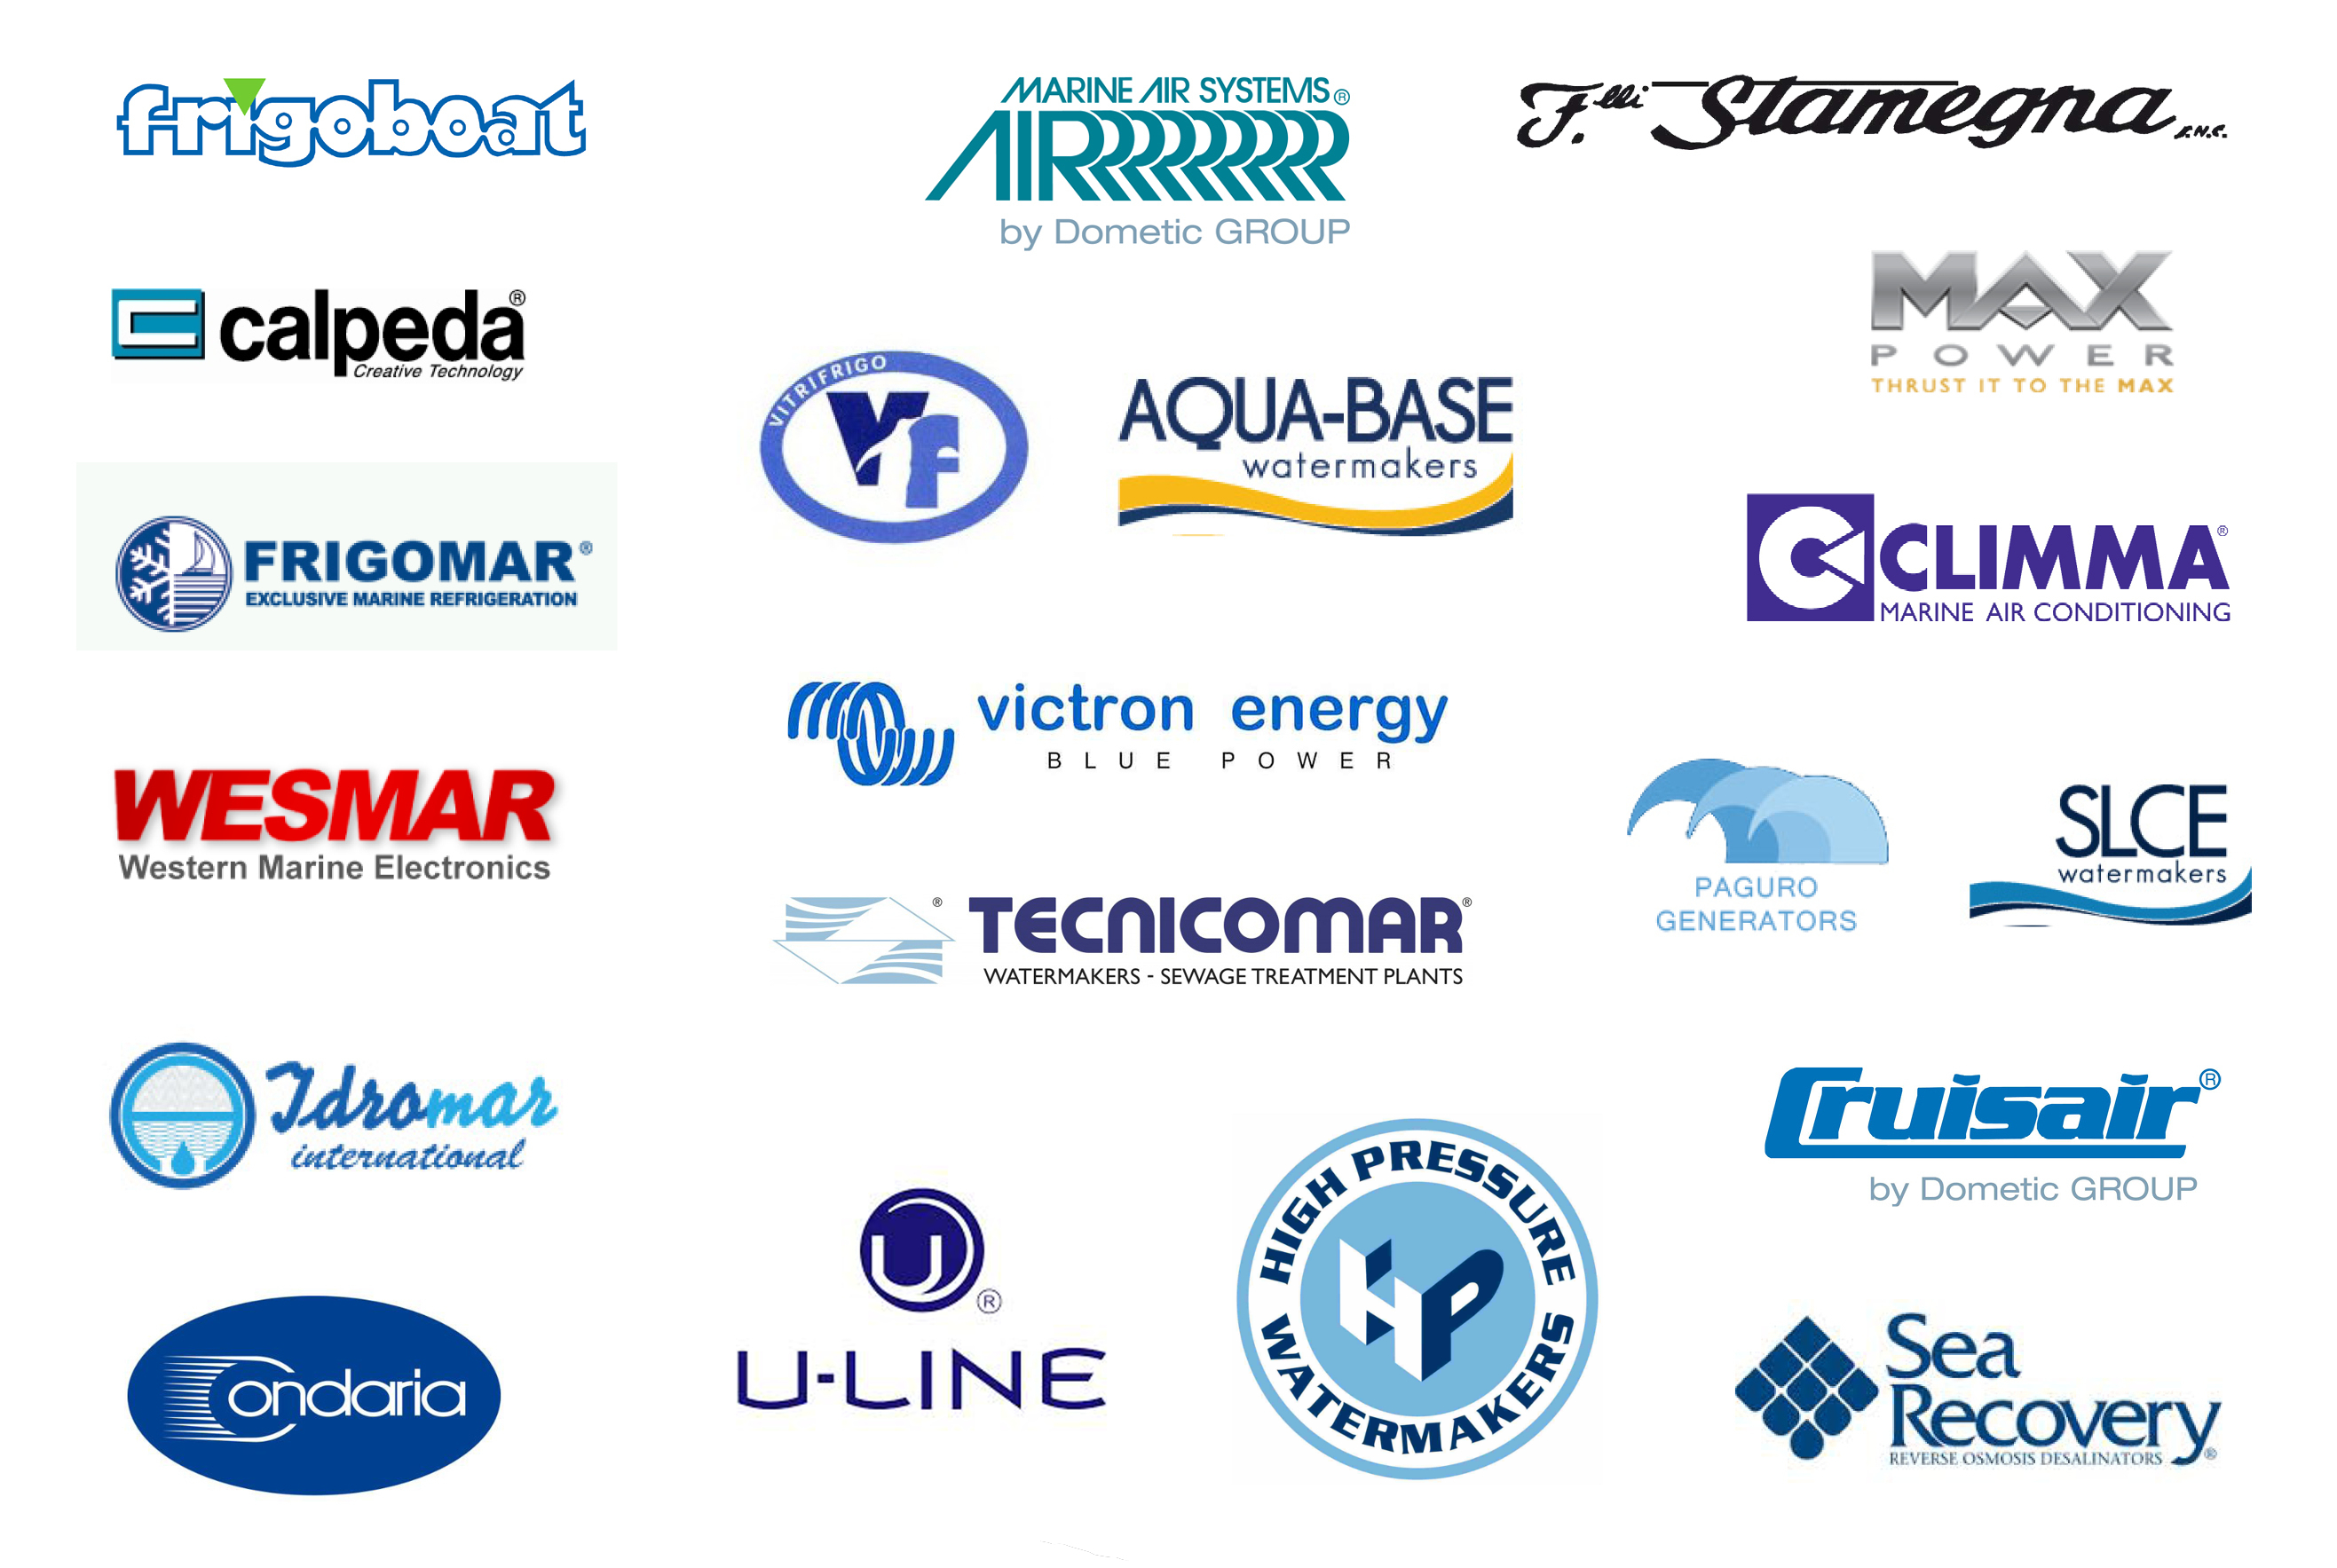 frigoboat
MARINE AIR SYSTEMS®
AIRRRRRRRR
by Dometic GROUP
F.lli Stamegna s.n.c.
calpeda®
Creative Technology
MAX
POWER
THRUST IT TO THE MAX
VITRIFRIGO
VF
AQUA-BASE
watermakers
FRIGOMAR®
EXCLUSIVE MARINE REFRIGERATION
C CLIMMA®
MARINE AIR CONDITIONING
victron energy
BLUE POWER
WESMAR
Western Marine Electronics
PAGURO
GENERATORS
SLCE
watermakers
® TECNICOMAR®
WATERMAKERS - SEWAGE TREATMENT PLANTS
Idromar
international
Cruisair®
by Dometic GROUP
U®
U-LINE
HIGH PRESSURE
HP
WATERMAKERS
Condaria
Sea
Recovery®
REVERSE OSMOSIS DESALINATORS